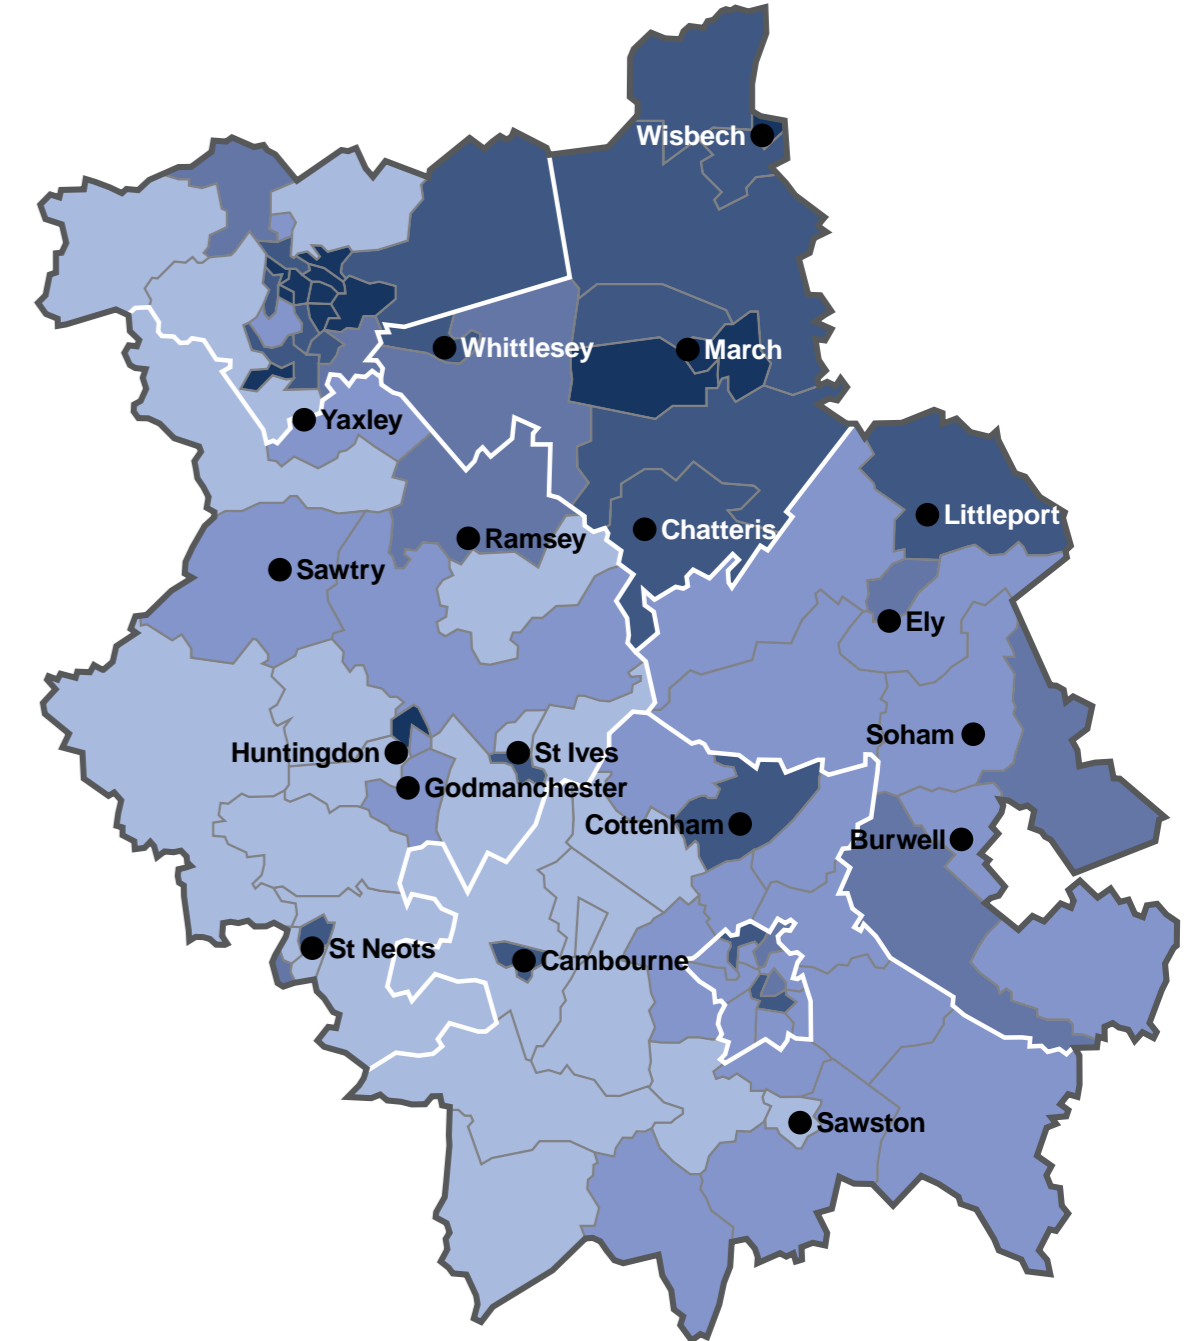 Wisbech
Whittlesey
March
Yaxley
Littleport
Chatteris
Ramsey
Sawtry
Ely
Soham
Huntingdon
St Ives
Godmanchester
Cottenham
Burwell
St Neots
Cambourne
Sawston